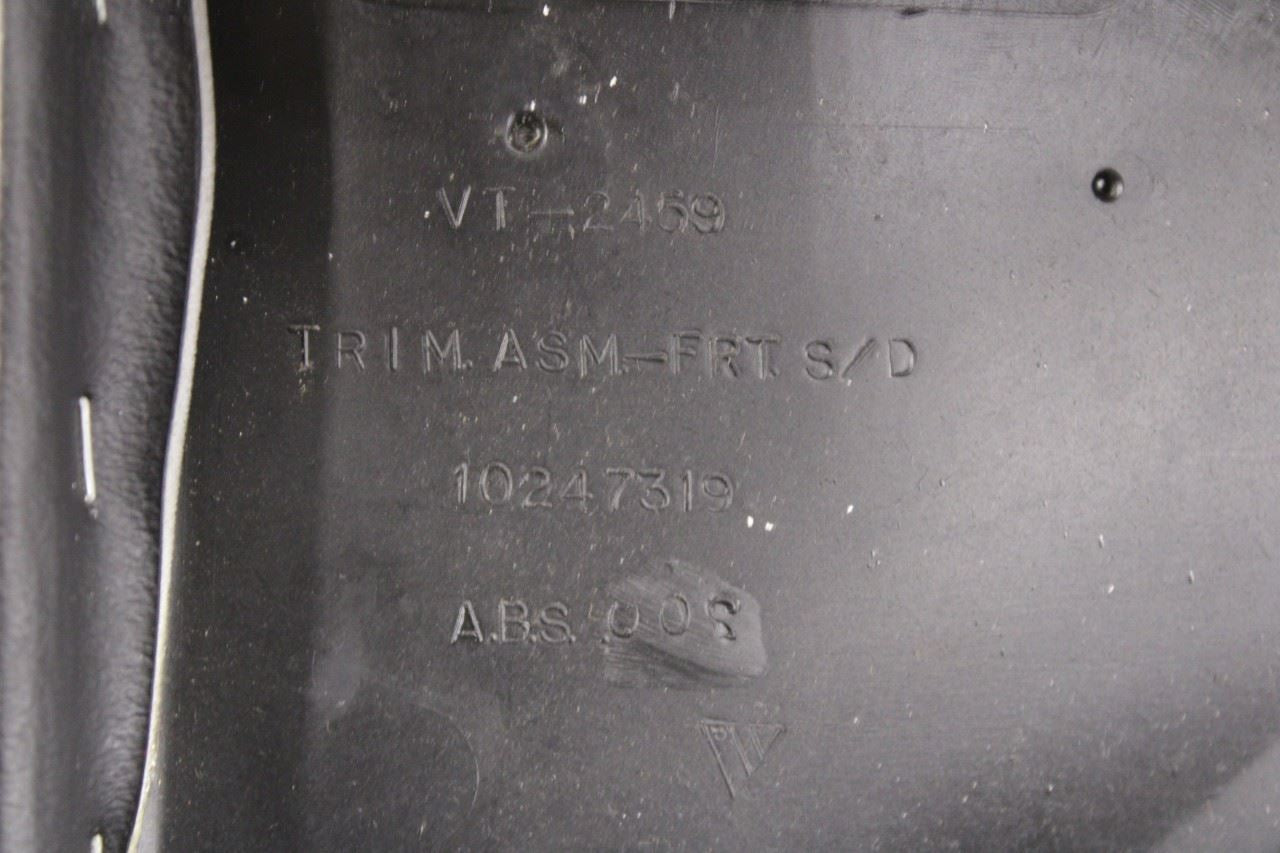 VT-2469
TRIM. ASM.-FRT. S/D
10247319
A.B.S.